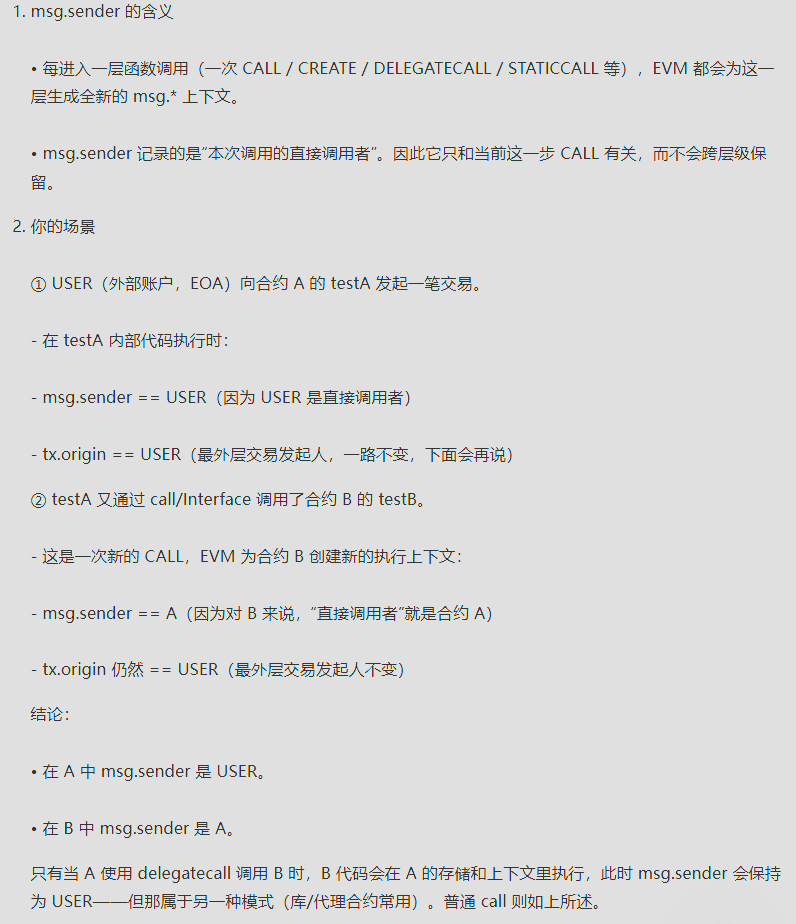 1. msg.sender 的含义
• 每进入一层函数调用（一次 CALL / CREATE / DELEGATECALL / STATICCALL 等），EVM 都会为这一
层生成全新的 msg.* 上下文。
• msg.sender 记录的是“本次调用的直接调用者”。因此它只和当前这一步 CALL 有关，而不会跨层级保
留。
2. 你的场景
① USER（外部账户，EOA）向合约 A 的 testA 发起一笔交易。
- 在 testA 内部代码执行时：
- msg.sender == USER（因为 USER 是直接调用者）
- tx.origin == USER（最外层交易发起人，一路不变，下面会再说）
② testA 又通过 call/Interface 调用了合约 B 的 testB。
- 这是一次新的 CALL，EVM 为合约 B 创建新的执行上下文：
- msg.sender == A（因为对 B 来说，“直接调用者”就是合约 A）
- tx.origin 仍然 == USER（最外层交易发起人不变）
结论：
• 在 A 中 msg.sender 是 USER。
• 在 B 中 msg.sender 是 A。
只有当 A 使用 delegatecall 调用 B 时，B 代码会在 A 的存储和上下文里执行，此时 msg.sender 会保持
为 USER——但那属于另一种模式（库/代理合约常用）。普通 call 则如上所述。